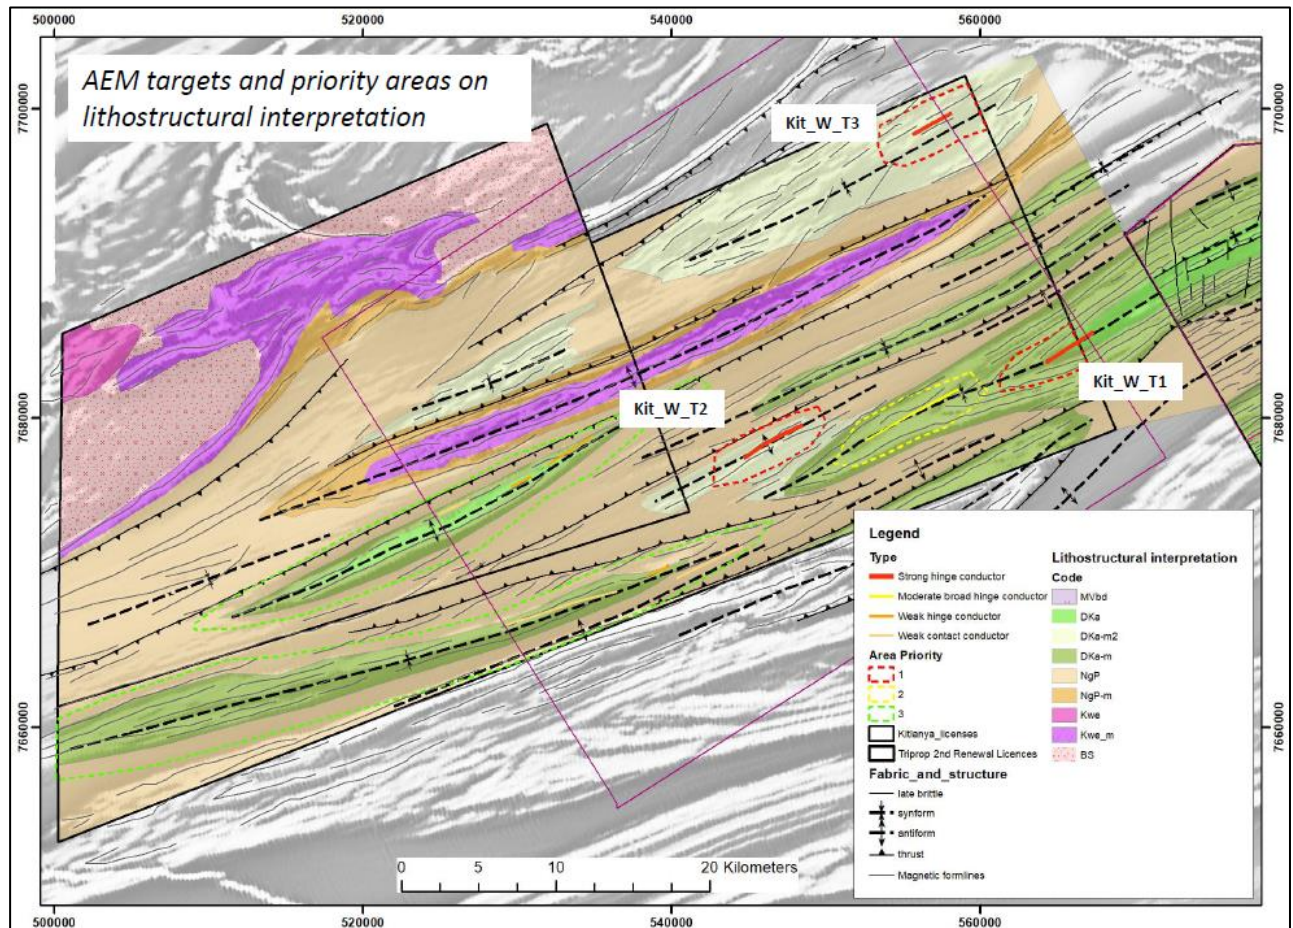 500000 520000 540000 560000
AEM targets and priority areas on
lithostructural interpretation
7700000
7700000
Kit_W_T3
Kit_W_T1
Kit_W_T2
7680000
7680000
7660000
7660000
Legend
Type
Strong hinge conductor
Moderate broad hinge conductor
Weak hinge conductor
Weak contact conductor
Area Priority
1
2
3
Kitlanya_licenses
Triprop 2nd Renewal Licences
Fabric_and_structure
late brittle
synform
antiform
thrust
Magnetic formlines
Lithostructural interpretation
Code
MVbd
DKa
DKa-m2
DKa-m
NgP
NgP-m
Kwe
Kwe_m
BS
0 5 10 20 Kilometers
500000 520000 540000 560000